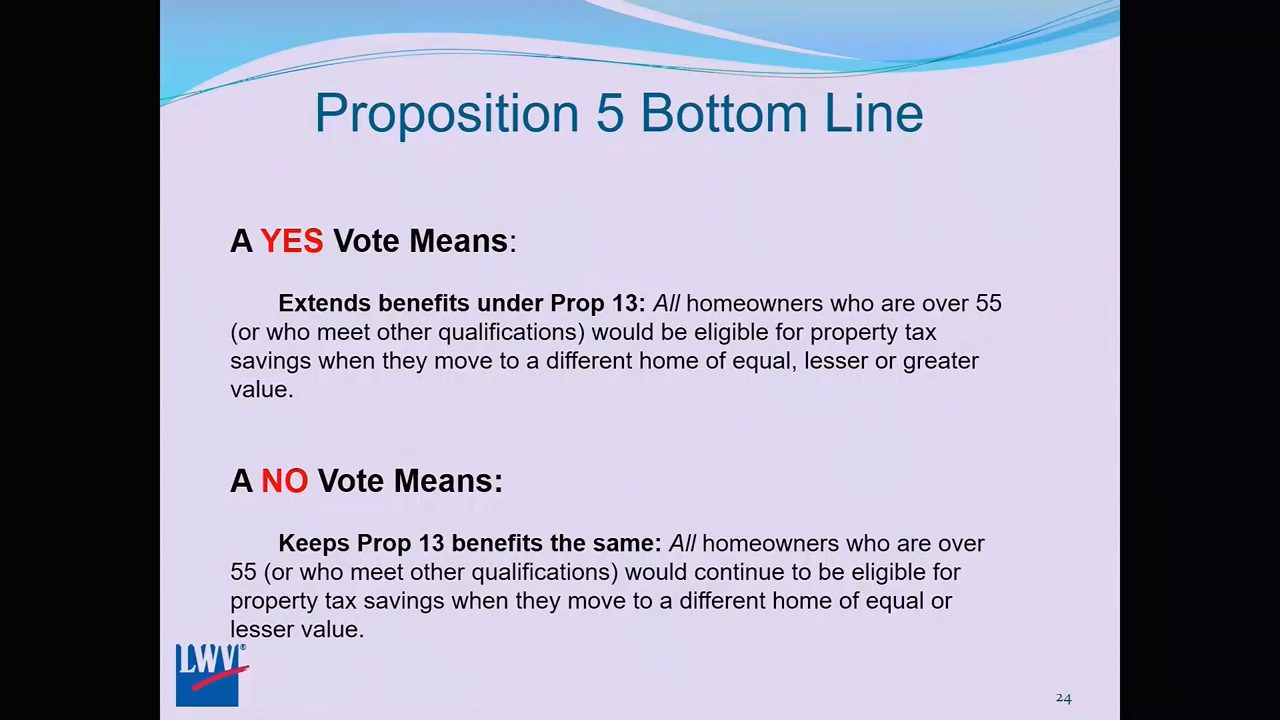 Proposition 5 Bottom Line
A YES Vote Means:
Extends benefits under Prop 13: All homeowners who are over 55
(or who meet other qualifications) would be eligible for property tax
savings when they move to a different home of equal, lesser or greater
value.
A NO Vote Means:
Keeps Prop 13 benefits the same: All homeowners who are over
55 (or who meet other qualifications) would continue to be eligible for
property tax savings when they move to a different home of equal or
lesser value.
LWV®
24